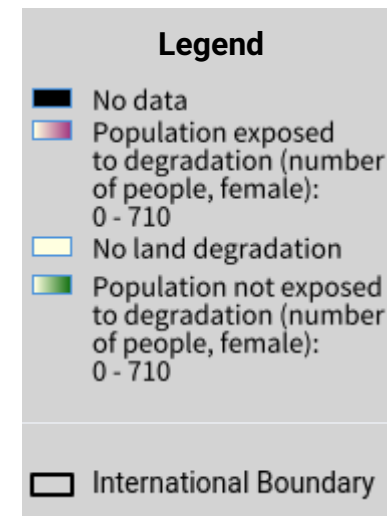 Legend
No data
Population exposed
to degradation (number
of people, female):
0 - 710
No land degradation
Population not exposed
to degradation (number
of people, female):
0 - 710
International Boundary